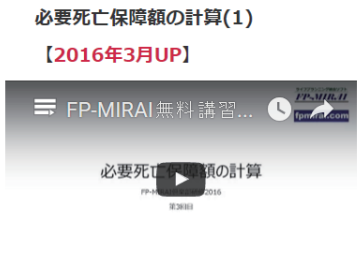 必要死亡保障額の計算(1)
【2016年3月UP】
FP-MIRAI無料講習...
FP-MIRAI
fpmirai.com
必要死亡保障額の計算